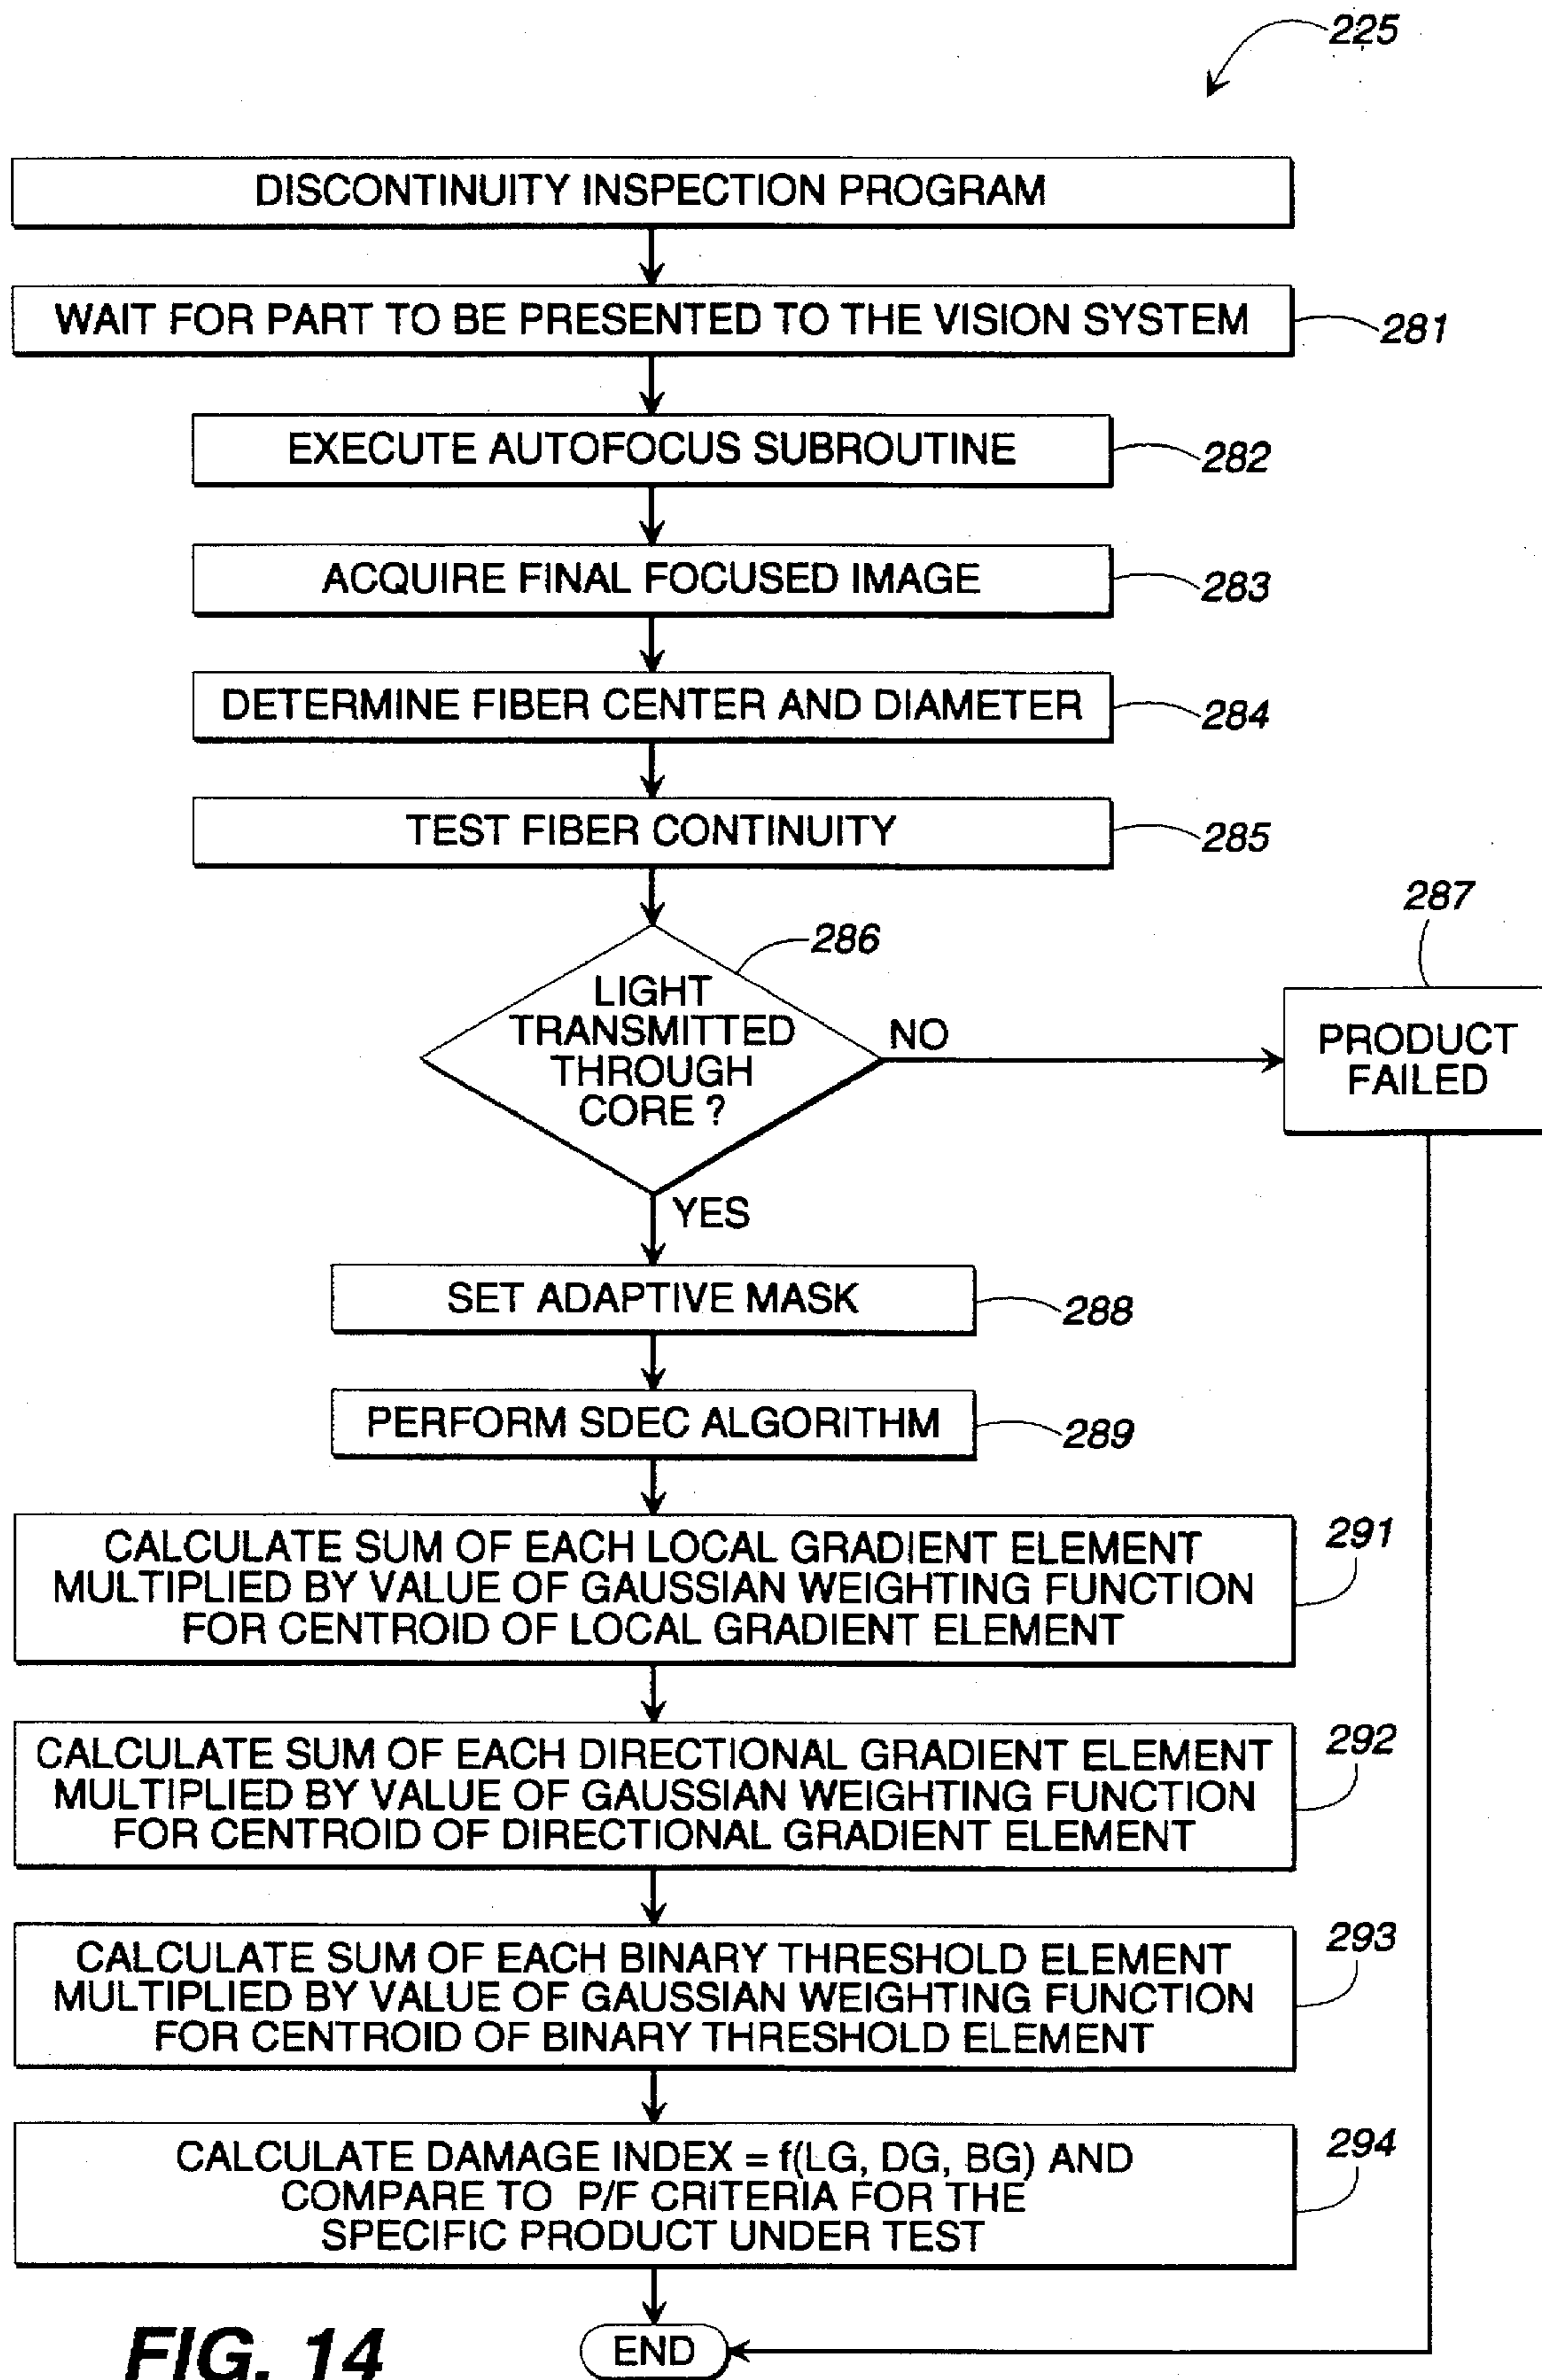 225
DISCONTINUITY INSPECTION PROGRAM
WAIT FOR PART TO BE PRESENTED TO THE VISION SYSTEM
281
EXECUTE AUTOFOCUS SUBROUTINE
282
ACQUIRE FINAL FOCUSED IMAGE
283
DETERMINE FIBER CENTER AND DIAMETER
284
TEST FIBER CONTINUITY
285
286
LIGHT
TRANSMITTED
THROUGH
CORE ?
NO
287
PRODUCT
FAILED
YES
SET ADAPTIVE MASK
288
PERFORM SDEC ALGORITHM
289
CALCULATE SUM OF EACH LOCAL GRADIENT ELEMENT
MULTIPLIED BY VALUE OF GAUSSIAN WEIGHTING FUNCTION
FOR CENTROID OF LOCAL GRADIENT ELEMENT
291
CALCULATE SUM OF EACH DIRECTIONAL GRADIENT ELEMENT
MULTIPLIED BY VALUE OF GAUSSIAN WEIGHTING FUNCTION
FOR CENTROID OF DIRECTIONAL GRADIENT ELEMENT
292
CALCULATE SUM OF EACH BINARY THRESHOLD ELEMENT
MULTIPLIED BY VALUE OF GAUSSIAN WEIGHTING FUNCTION
FOR CENTROID OF BINARY THRESHOLD ELEMENT
293
CALCULATE DAMAGE INDEX = f(LG, DG, BG) AND
COMPARE TO P/F CRITERIA FOR THE
SPECIFIC PRODUCT UNDER TEST
294
END
FIG. 14